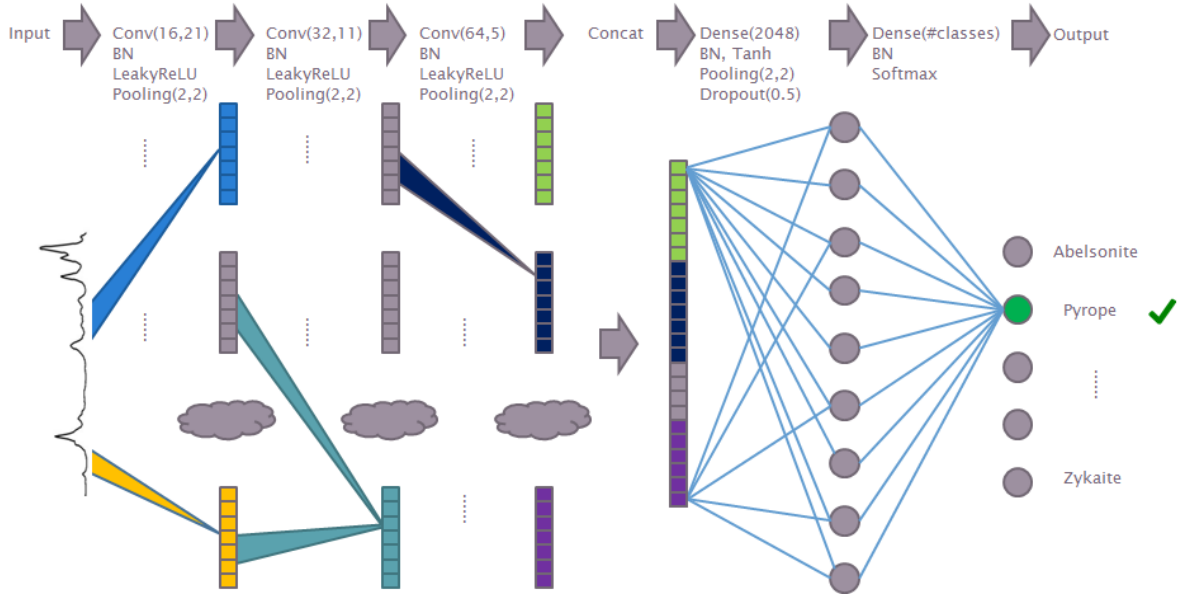 Input
Conv(16,21)
BN
LeakyReLU
Pooling(2,2)
Conv(32,11)
BN
LeakyReLU
Pooling(2,2)
Conv(64,5)
BN
LeakyReLU
Pooling(2,2)
Concat
Dense(2048)
BN, Tanh
Pooling(2,2)
Dropout(0.5)
Dense(#classes)
BN
Softmax
Output
Abelsonite
Pyrope
Zykaite